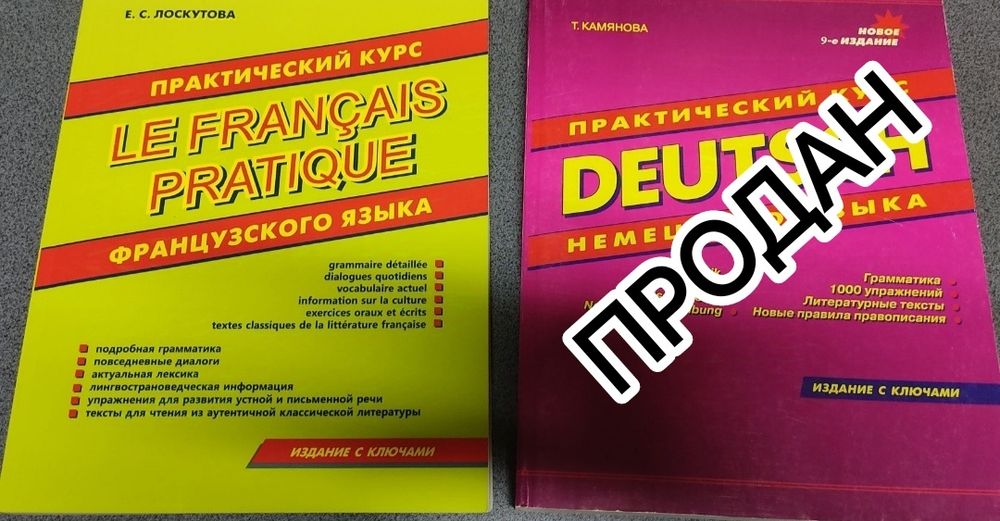 Е. С. ЛОСКУТОВА
ПРАКТИЧЕСКИЙ КУРС
LE FRANÇAIS
PRATIQUE
ФРАНЦУЗСКОГО ЯЗЫКА
grammaire détaillée
dialogues quotidiens
vocabulaire actuel
information sur la culture
exercices oraux et écrits
textes classiques de la littérature française
подробная грамматика
повседневные диалоги
актуальная лексика
лингвострановедческая информация
упражнения для развития устной и письменной речи
тексты для чтения из аутентичной классической литературы
ИЗДАНИЕ С КЛЮЧАМИ
Т. КАМЯНОВА
НОВОЕ
9-е ИЗДАНИЕ
ПРАКТИЧЕСКИЙ КУРС
DEUTSCH
ПРОДАН
Грамматика
1000 упражнений
Литературные тексты
Новые правила правописания
ИЗДАНИЕ С КЛЮЧАМИ